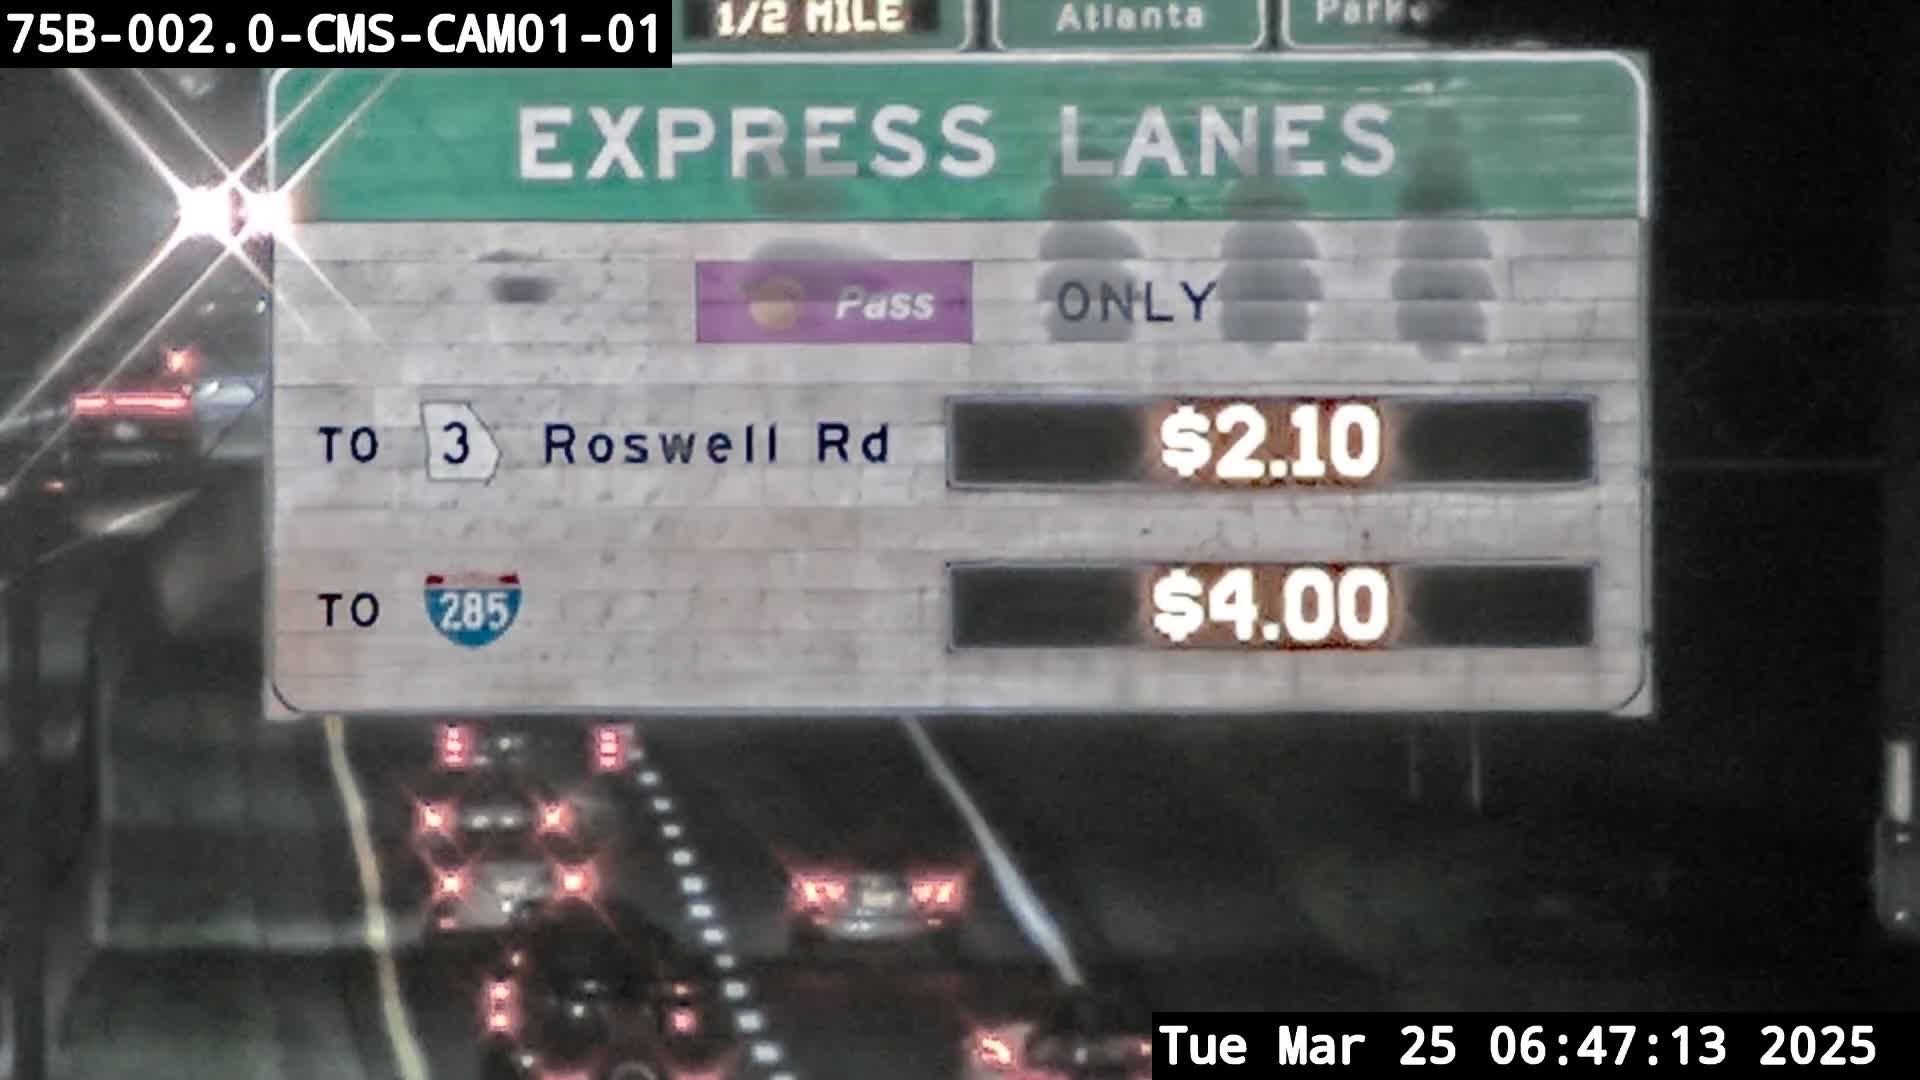 75B-002.0-CMS-CAM01-01
1/2 MILE
Atlanta
EXPRESS LANES
Pass ONLY
TO 3 Roswell Rd $2.10
TO 285 $4.00
Tue Mar 25 06:47:13 2025